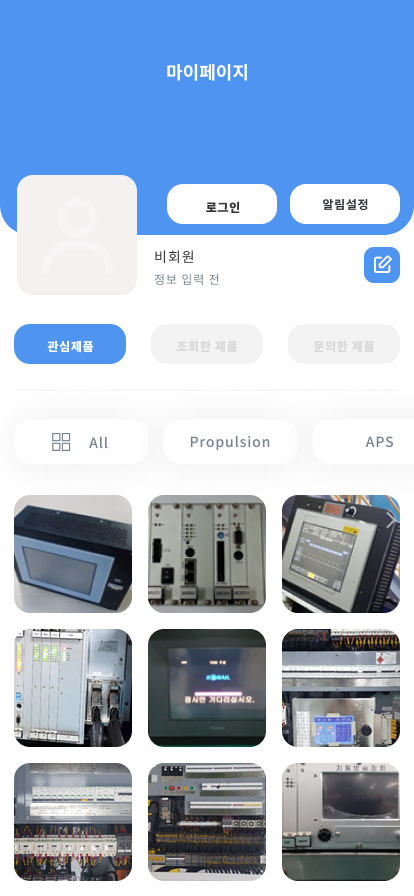 마이페이지
로그인
알림설정
비회원
정보 입력 전
관심제품
조회한 제품
문의한 제품
All
Propulsion
APS
KORAIL
잠시만 기다리십시오.
자동방송장치